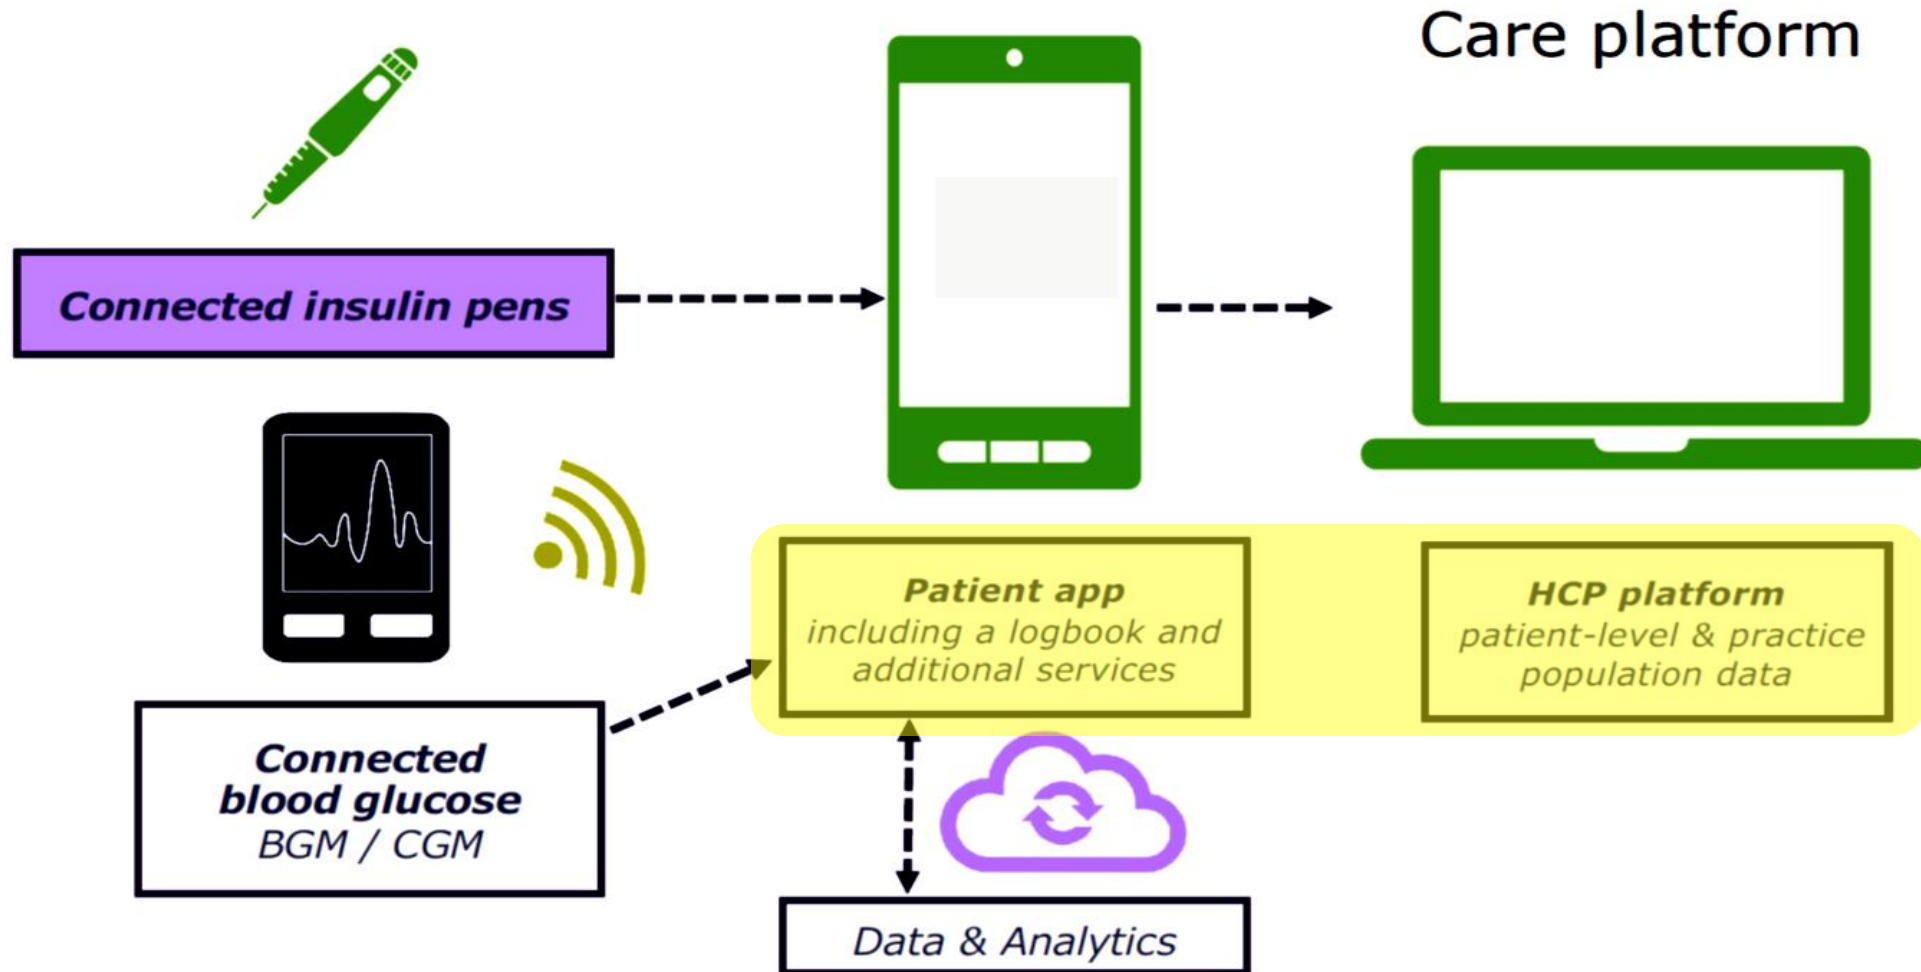 Care platform
Connected insulin pens
Patient app
including a logbook and
additional services
HCP platform
patient-level & practice
population data
Connected
blood glucose
BGM / CGM
Data & Analytics